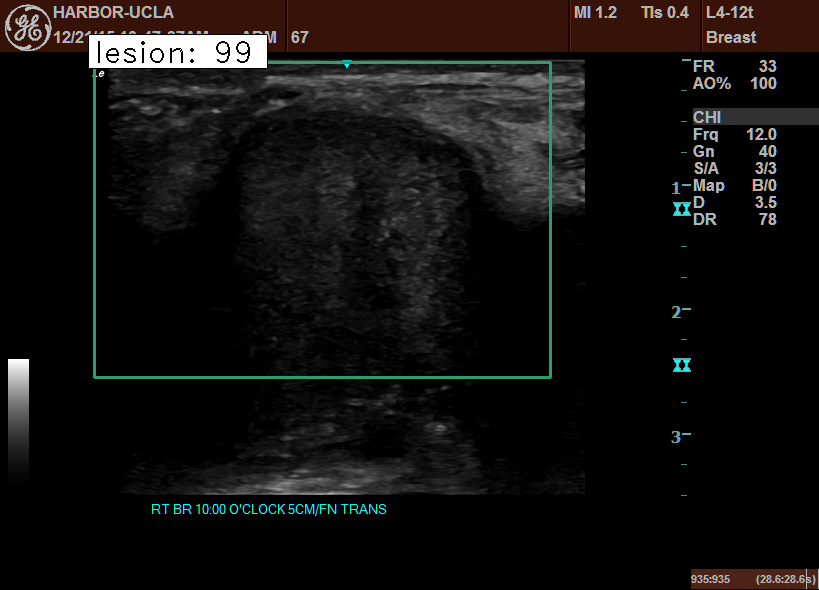 HARBOR-UCLA
MI 1.2 TIs 0.4 L4-12t
67 Breast
lesion: 99
FR 33
AO% 100
CHI
Frq 12.0
Gn 40
S/A 3/3
Map B/0
D 3.5
DR 78
1
2
3
RT BR 10:00 O'CLOCK 5CM/FN TRANS
935:935 (28.6:28.6s)